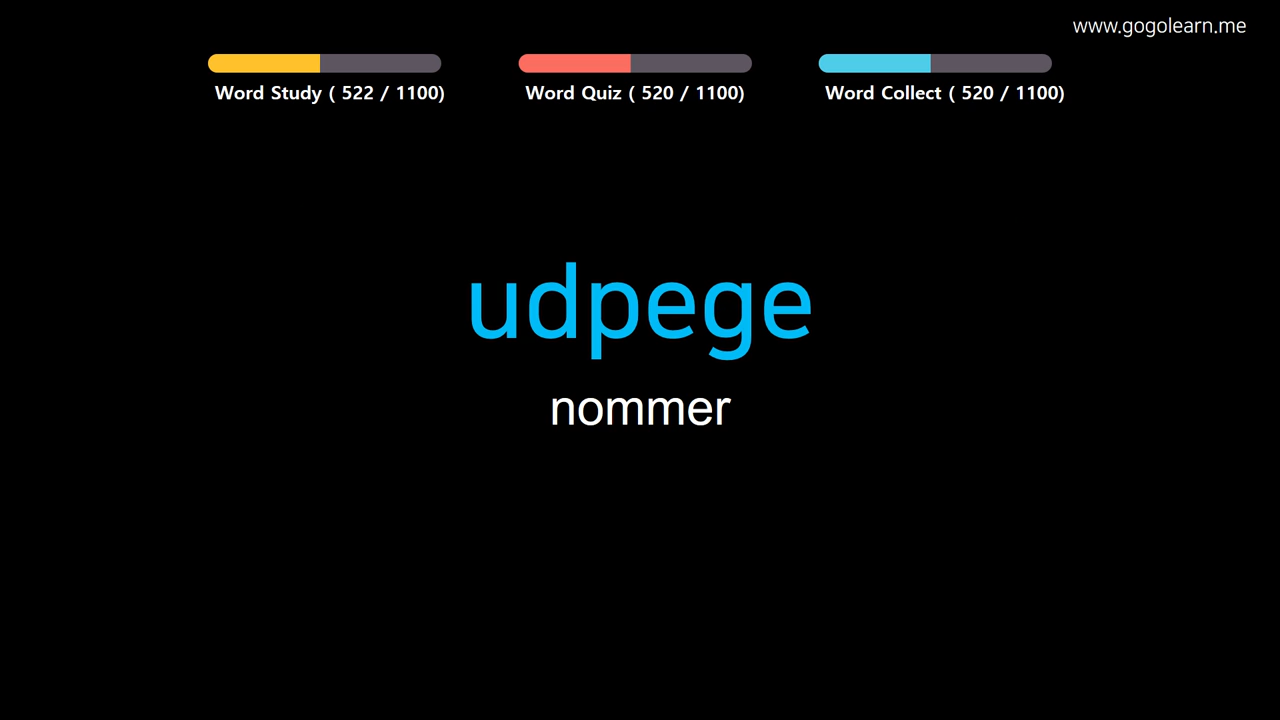 www.gogolearn.me
Word Study ( 522 / 1100)
Word Quiz ( 520 / 1100)
Word Collect ( 520 / 1100)
udpege
nommer